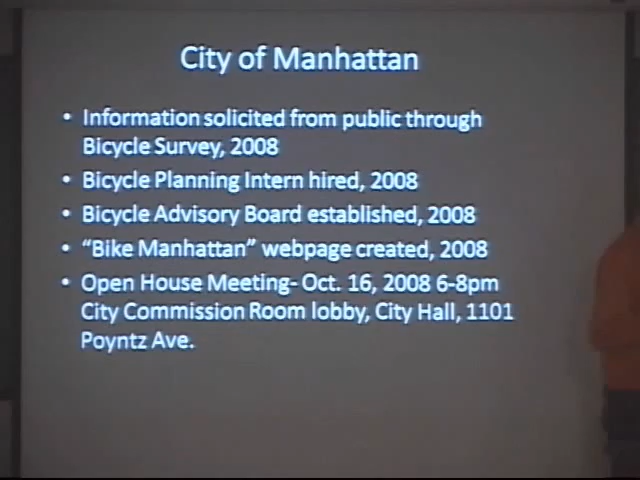 City of Manhattan
• Information solicited from public through
Bicycle Survey, 2008
• Bicycle Planning Intern hired, 2008
• Bicycle Advisory Board established, 2008
• “Bike Manhattan” webpage created, 2008
• Open House Meeting- Oct. 16, 2008 6-8pm
City Commission Room lobby, City Hall, 1101
Poyntz Ave.